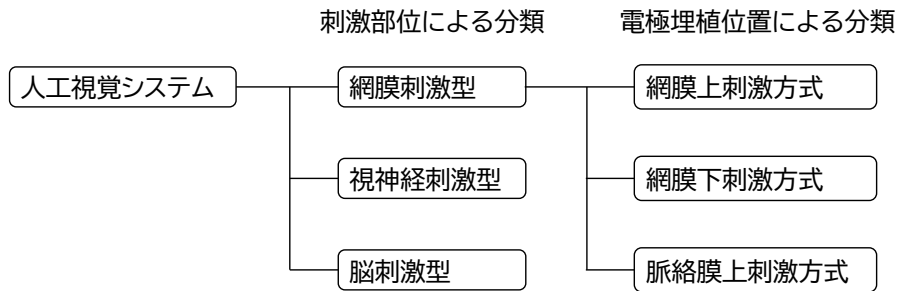 刺激部位による分類 電極埋植位置による分類
人工視覚システム 網膜刺激型 網膜上刺激方式
視神経刺激型 網膜下刺激方式
脳刺激型 脈絡膜上刺激方式